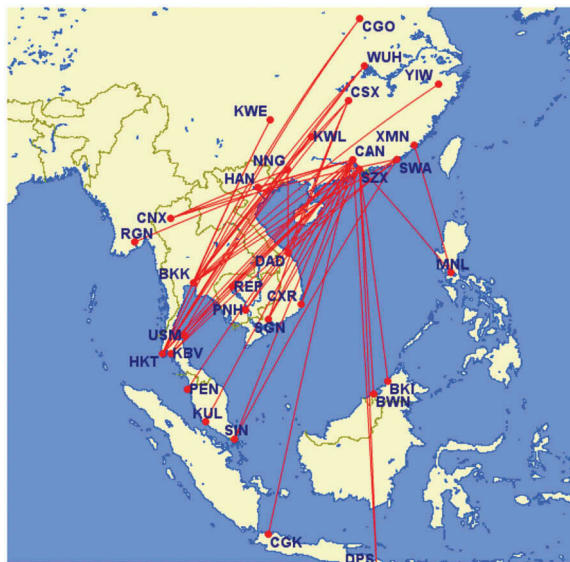 CGO
WUH
YIW
CSX
KWE
KWL
XMN
CAN
NNG
SZX
SWA
HAN
CNX
RGN
DAD
MNL
BKK
REP
CXR
PNH
SGN
USM
HKT
KBV
PEN
BKI
BWN
KUL
SIN
CGK
DPS